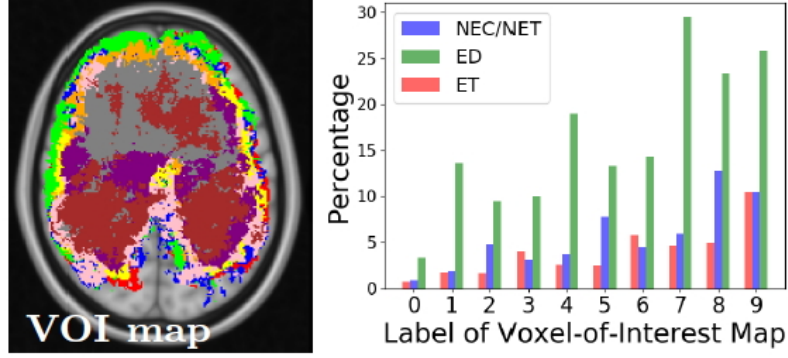 VOI map
30
25
20
15
10
5
0
Percentage
NEC/NET
ED
ET
0 1 2 3 4 5 6 7 8 9
Label of Voxel-of-Interest Map